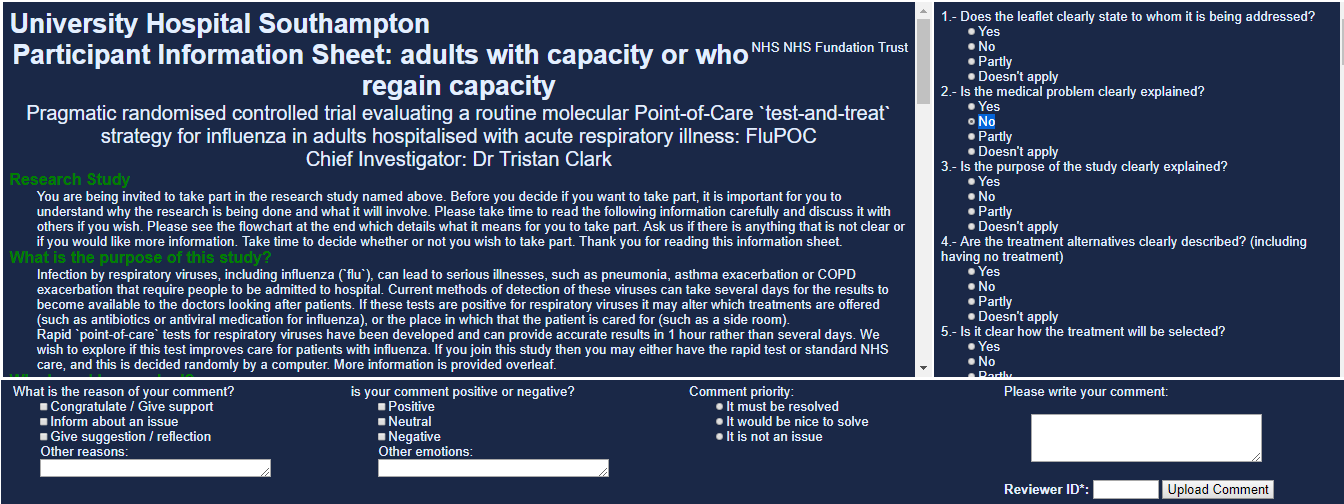 University Hospital Southampton
Participant Information Sheet: adults with capacity or who NHS NHS Fundation Trust
regain capacity
Pragmatic randomised controlled trial evaluating a routine molecular Point-of-Care `test-and-treat`
strategy for influenza in adults hospitalised with acute respiratory illness: FluPOC
Chief Investigator: Dr Tristan Clark
Research Study
You are being invited to take part in the research study named above. Before you decide if you want to take part, it is important for you to
understand why the research is being done and what it will involve. Please take time to read the following information carefully and discuss it with
others if you wish. Please see the flowchart at the end which details what it means for you to take part. Ask us if there is anything that is not clear or
if you would like more information. Take time to decide whether or not you wish to take part. Thank you for reading this information sheet.
What is the purpose of this study?
Infection by respiratory viruses, including influenza (`flu`), can lead to serious illnesses, such as pneumonia, asthma exacerbation or COPD
exacerbation that require people to be admitted to hospital. Current methods of detection of these viruses can take several days for the results to
become available to the doctors looking after patients. If these tests are positive for respiratory viruses it may alter which treatments are offered
(such as antibiotics or antiviral medication for influenza), or the place in which that the patient is cared for (such as a side room).
Rapid `point-of-care` tests for respiratory viruses have been developed and can provide accurate results in 1 hour rather than several days. We
wish to explore if this test improves care for patients with influenza. If you join this study then you may either have the rapid test or standard NHS
care, and this is decided randomly by a computer. More information is provided overleaf.
1.- Does the leaflet clearly state to whom it is being addressed?
Yes
No
Partly
Doesn't apply
2.- Is the medical problem clearly explained?
Yes
No
Partly
Doesn't apply
3.- Is the purpose of the study clearly explained?
Yes
No
Partly
Doesn't apply
4.- Are the treatment alternatives clearly described? (including
having no treatment)
Yes
No
Partly
Doesn't apply
5.- Is it clear how the treatment will be selected?
Yes
No
Partly
What is the reason of your comment?
Congratulate / Give support
Inform about an issue
Give suggestion / reflection
Other reasons:
is your comment positive or negative?
Positive
Neutral
Negative
Other emotions:
Comment priority:
It must be resolved
It would be nice to solve
It is not an issue
Please write your comment:
Reviewer ID*: Upload Comment